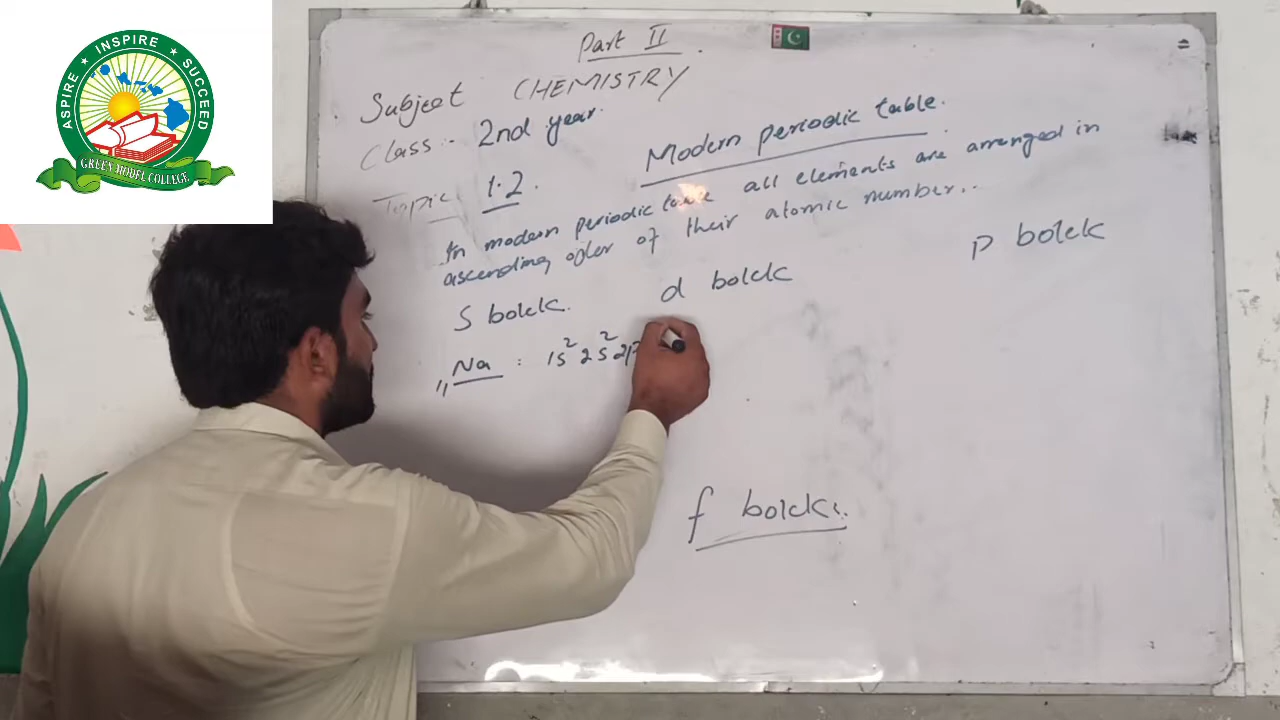 ASPIRE ★ INSPIRE ★ SUCCEED
GREEN MODEL COLLEGE
Part II.
Subject CHEMISTRY
Class:- 2nd year.
Topic: 1.2.
Modern periodic table.
In modern periodic table all elements are arranged in
ascending order of their atomic number..
S bolck. d bolck p bolck
11Na : 1s² 2s² 2p
f bolck:.